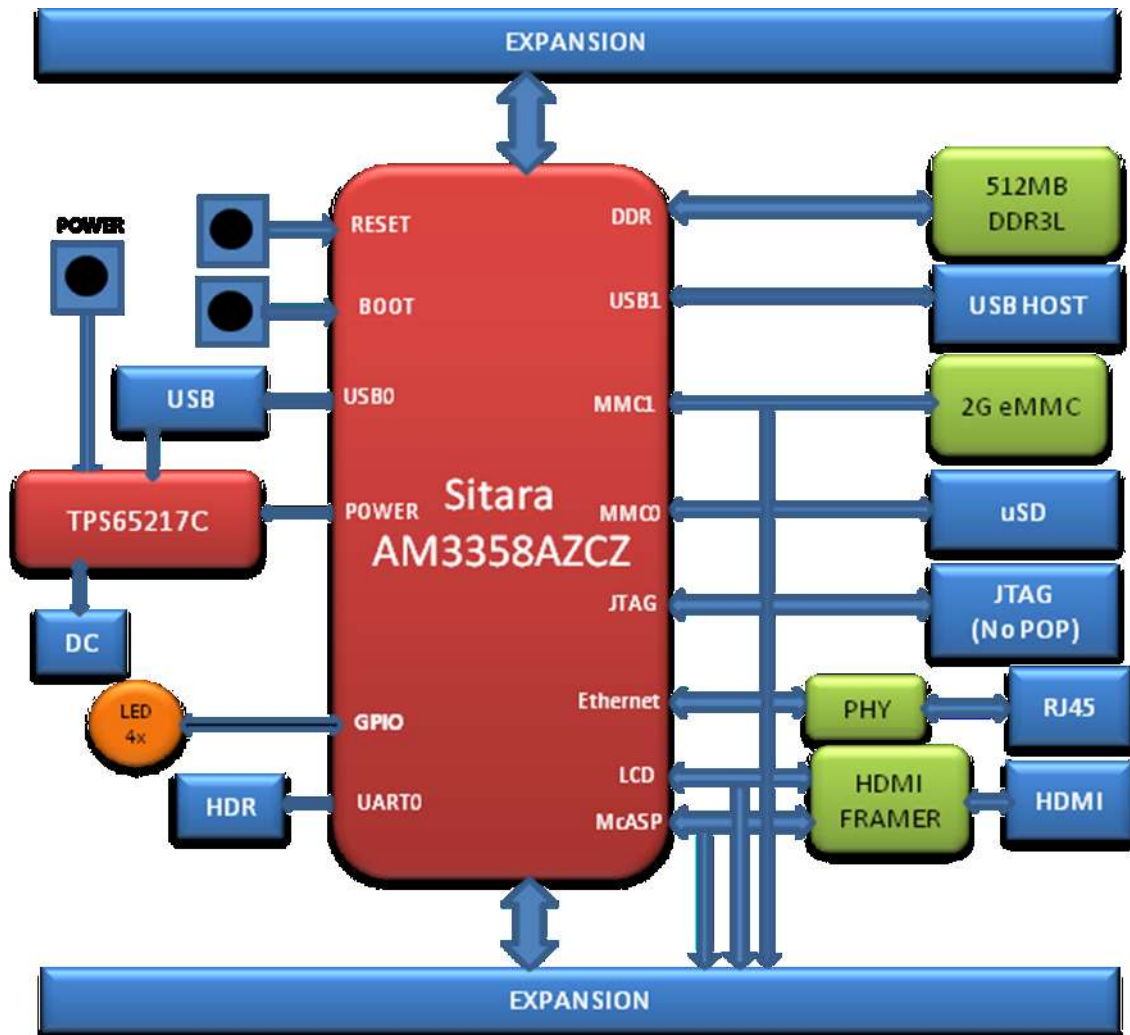 EXPANSION
POWER
RESET
BOOT
USB
USB0
TPS65217C
POWER
DC
LED
4x
GPIO
HDR
UART0
Sitara
AM3358AZCZ
DDR
USB1
MMC1
MMC0
JTAG
Ethernet
LCD
McASP
512MB
DDR3L
USB HOST
2G eMMC
uSD
JTAG
(No POP)
PHY
RJ45
HDMI
FRAMER
HDMI
EXPANSION